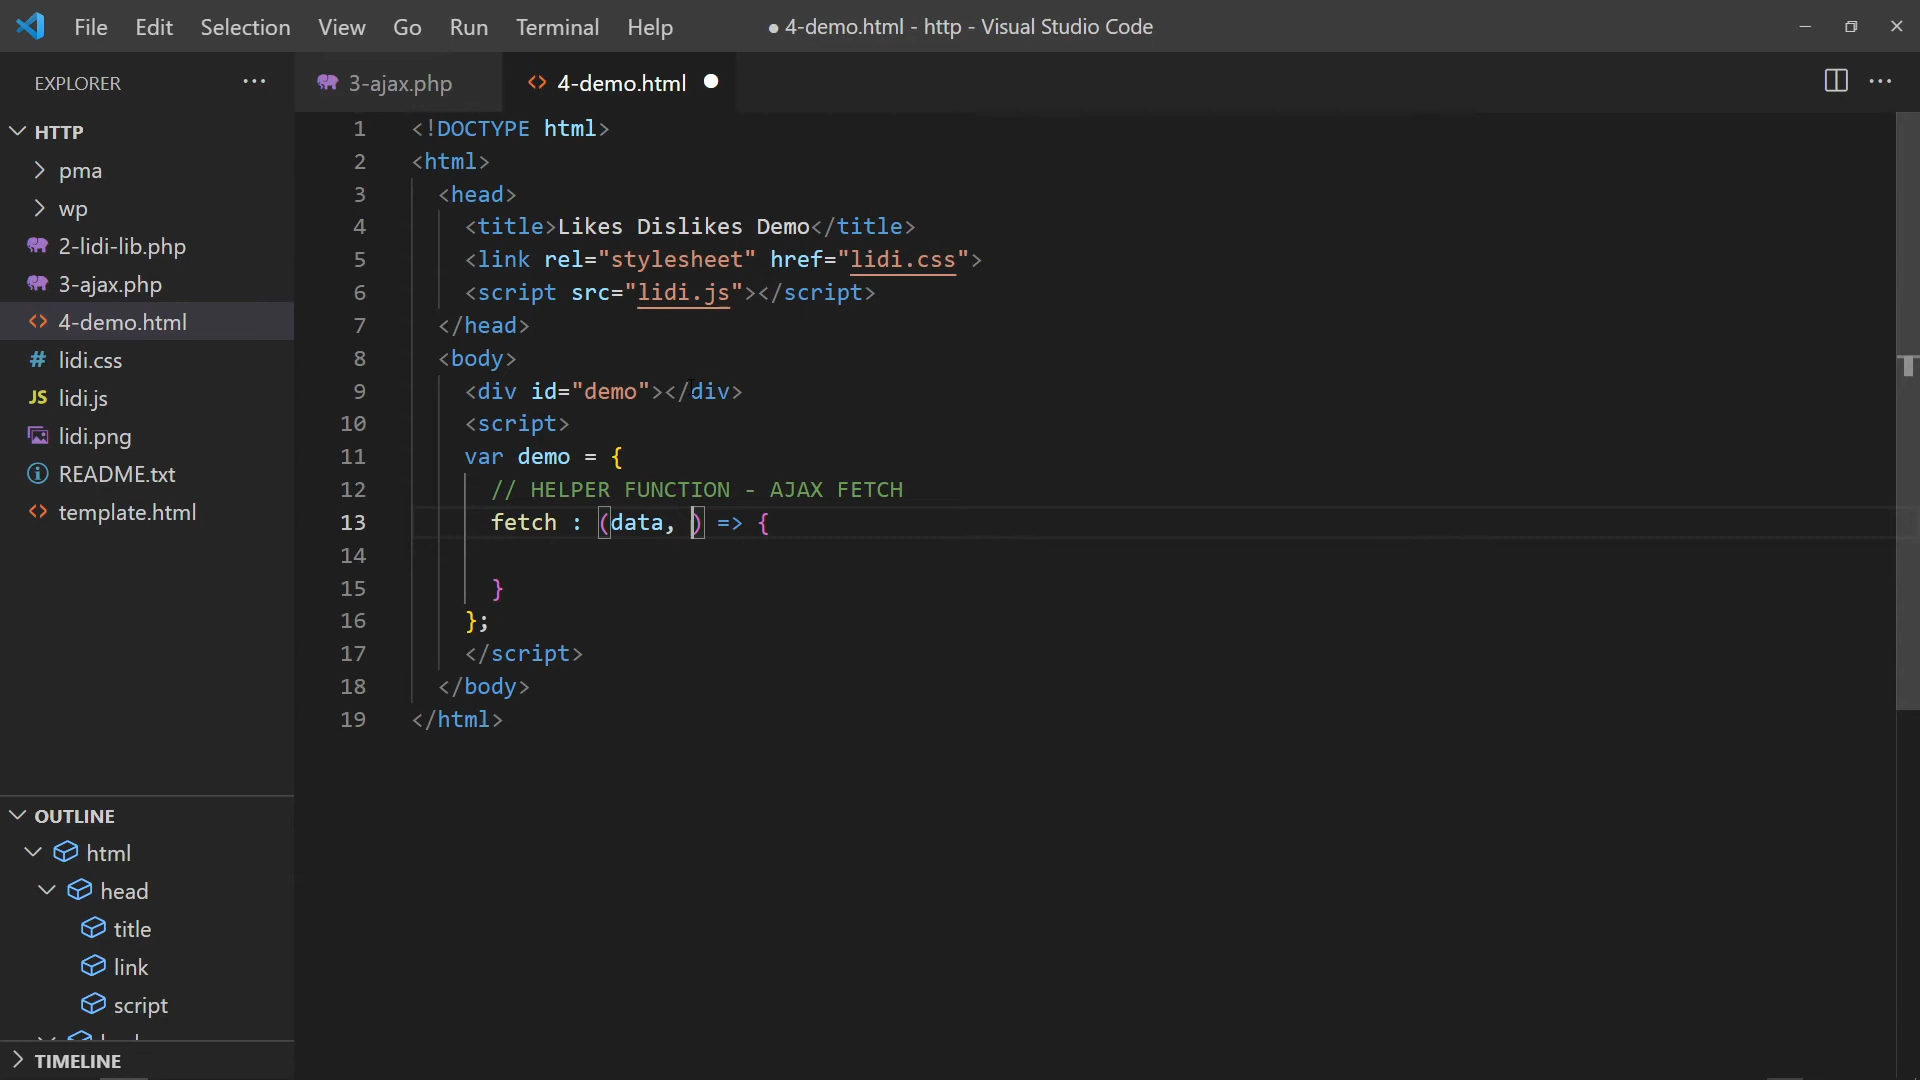 File Edit Selection View Go Run Terminal Help
● 4-demo.html - http - Visual Studio Code
EXPLORER
3-ajax.php
4-demo.html
HTTP
pma
wp
2-lidi-lib.php
3-ajax.php
4-demo.html
lidi.css
lidi.js
lidi.png
README.txt
template.html
OUTLINE
html
head
title
link
script
TIMELINE
1 <!DOCTYPE html>
2 <html>
3 <head>
4 <title>Likes Dislikes Demo</title>
5 <link rel="stylesheet" href="lidi.css">
6 <script src="lidi.js"></script>
7 </head>
8 <body>
9 <div id="demo"></div>
10 <script>
11 var demo = {
12 // HELPER FUNCTION - AJAX FETCH
13 fetch : (data, ) => {
14
15 }
16 };
17 </script>
18 </body>
19 </html>